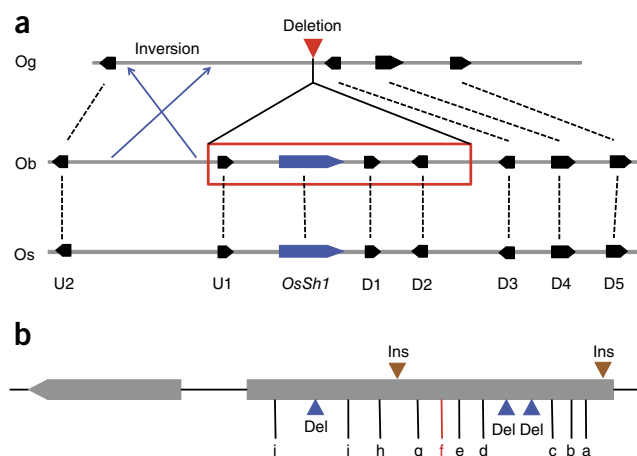 a
Deletion
Og
Inversion
Ob
Os
U2 U1 OsSh1 D1 D2 D3 D4 D5
b
Ins Ins
Del Del Del
i i h g f e d c b a